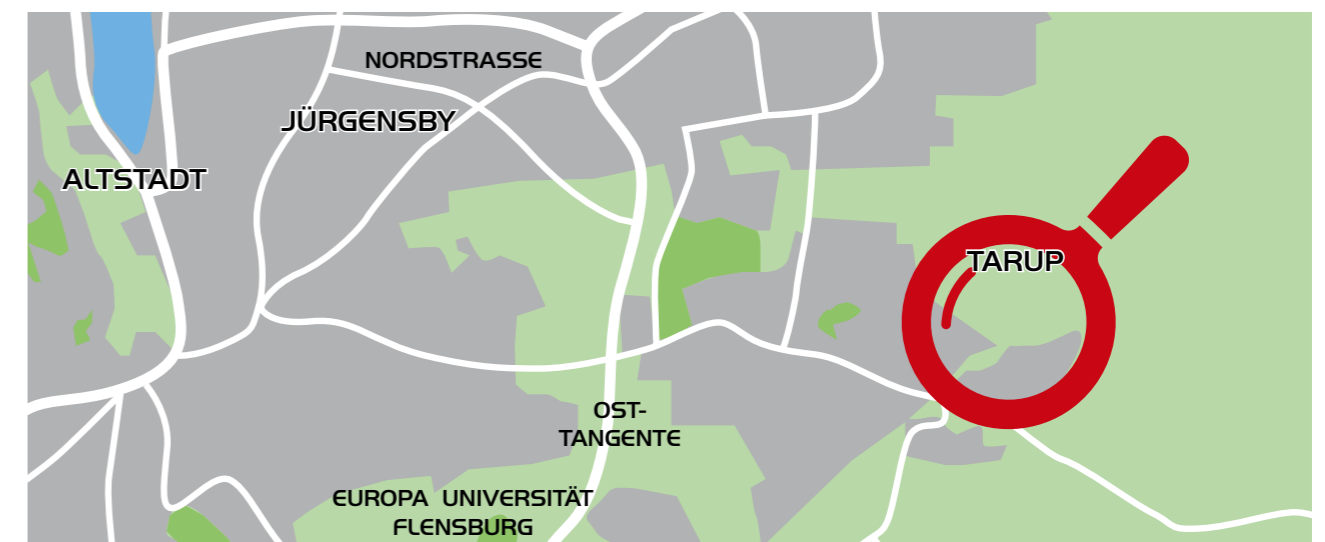 NORDSTRASSE
JÜRGENSBY
ALTSTADT
TARUP
OST-
TANGENTE
EUROPA UNIVERSITÄT
FLENSBURG